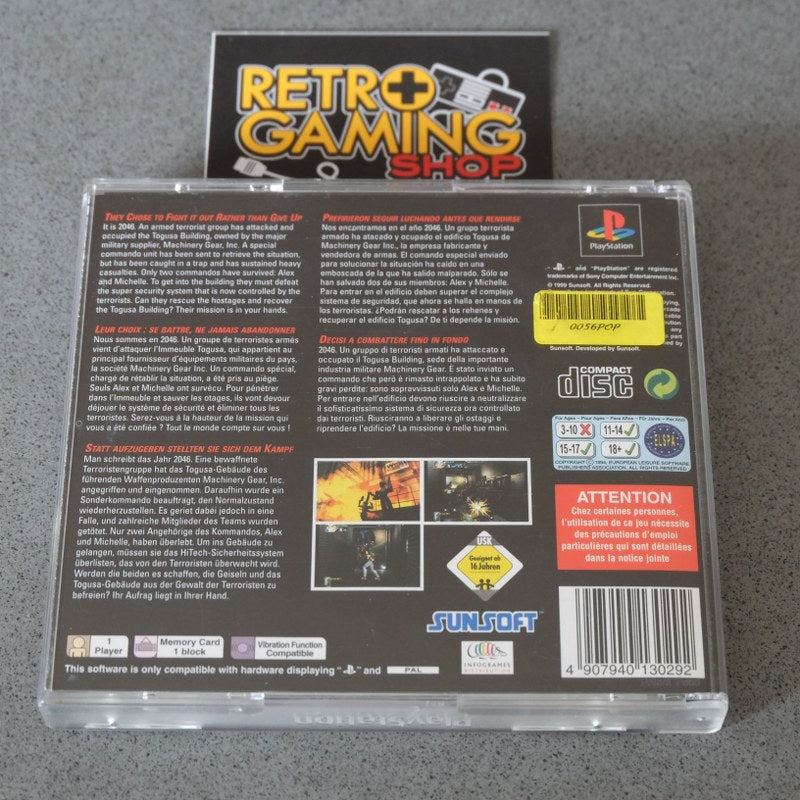 RETRO
GAMING
SHOP
THEY CHOSE TO FIGHT IT OUT RATHER THAN GIVE UP
It is 2046. An armed terrorist group has attacked and
occupied the Togusa Building, owned by the major
military supplier, Machinery Gear, Inc. A special
commando unit has been sent to retrieve the situation,
but has been caught in a trap and has sustained heavy
casualties. Only two commandos have survived: Alex
and Michelle. To get into the building they must defeat
the super security system that is now controlled by the
terrorists. Can they rescue the hostages and recover
the Togusa Building? Their mission is in your hands.
LEUR CHOIX : SE BATTRE, NE JAMAIS ABANDONNER
Nous sommes en 2046. Un groupe de terroristes armés
vient d'attaquer l'Immeuble Togusa, qui appartient au
principal fournisseur d'équipements militaires du pays,
la société Machinery Gear Inc. Un commando spécial,
chargé de rétablir la situation, a été pris au piège.
Seuls Alex et Michelle ont survécu. Pour pénétrer
dans l'Immeuble et sauver les otages, ils vont devoir
déjouer le système de sécurité et éliminer tous les
terroristes. Serez-vous à la hauteur de la mission qui
vous a été confiée ? Tout le monde compte sur vous !
STATT AUFZUGEBEN STELLTEN SIE SICH DEM KAMPF
Man schreibt das Jahr 2046. Eine bewaffnete
Terroristengruppe hat das Togusa-Gebäude des
führenden Waffenproduzenten Machinery Gear, Inc.
angegriffen und eingenommen. Daraufhin wurde ein
Sonderkommando beauftragt, den Normalzustand
wiederherzustellen. Es geriet dabei jedoch in eine
Falle, und zahlreiche Mitglieder des Teams wurden
getötet. Nur zwei Angehörige des Kommandos, Alex
und Michelle, haben überlebt. Um ins Gebäude zu
gelangen, müssen sie das HiTech-Sicherheitssystem
überlisten, das von den Terroristen überwacht wird.
Werden die beiden es schaffen, die Geiseln und das
Togusa-Gebäude aus der Gewalt der Terroristen zu
befreien? Ihr Aufrag liegt in Ihrer Hand.
PREFIRIERON SEGUIR LUCHANDO ANTES QUE RENDIRSE
Nos encontramos en el año 2046. Un grupo terrorista
armado ha atacado y ocupado el edificio Togusa de
Machinery Gear Inc., la empresa fabricante y
vendedora de armas. El comando especial enviado
para solucionar la situación ha caído en una
emboscada de la que ha salido malparado. Sólo se
han salvado dos de sus miembros: Alex y Michelle.
Para entrar en el edificio deben superar el complejo
sistema de seguridad, que ahora se halla en manos de
los terroristas. ¿Podrán rescatar a los rehenes y
recuperar el edificio Togusa? De ti depende la misión.
DECISI A COMBATTERE FINO IN FONDO
2046. Un gruppo di terroristi armati ha attaccato e
occupato il Togusa Building, sede della importante
industria militare Machinery Gear. È stato inviato un
commando che però è rimasto intrappolato e ha subito
gravi perdite: sono sopravvissuti solo Alex e Michelle.
Per entrare nell'edificio devono riuscire a neutralizzare
il sofisticatissimo sistema di sicurezza ora controllato
dai terroristi. Riusciranno a liberare gli ostaggi e
riprendere l'edificio? La missione è nelle tue mani.
PlayStation
and "PlayStation" are registered
trademarks of Sony Computer Entertainment Inc.
© 1999 Sunsoft. All Rights Reserved.
0056POP
Sunsoft. Developed by Sunsoft.
COMPACT
disc
For Ages - Pour Ages - Para Años - Für Jahre - Per Anni
3-10 11-14
15-17 18+
ELSPA
COPYRIGHT © 1994, EUROPEAN LEISURE SOFTWARE
PUBLISHERS ASSOCIATION. ALL RIGHTS RESERVED
ATTENTION
Chez certaines personnes,
l'utilisation de ce jeu nécessite
des précautions d'emploi
particulières qui sont détaillées
dans la notice jointe
USK
Geeignet ab
16 Jahren
SUNSOFT
INFOGRAMES
DISTRIBUTION
4 907940 130292
1
Player
Memory Card
1 block
Vibration Function
Compatible
This software is only compatible with hardware displaying " " and PAL
PlayStation